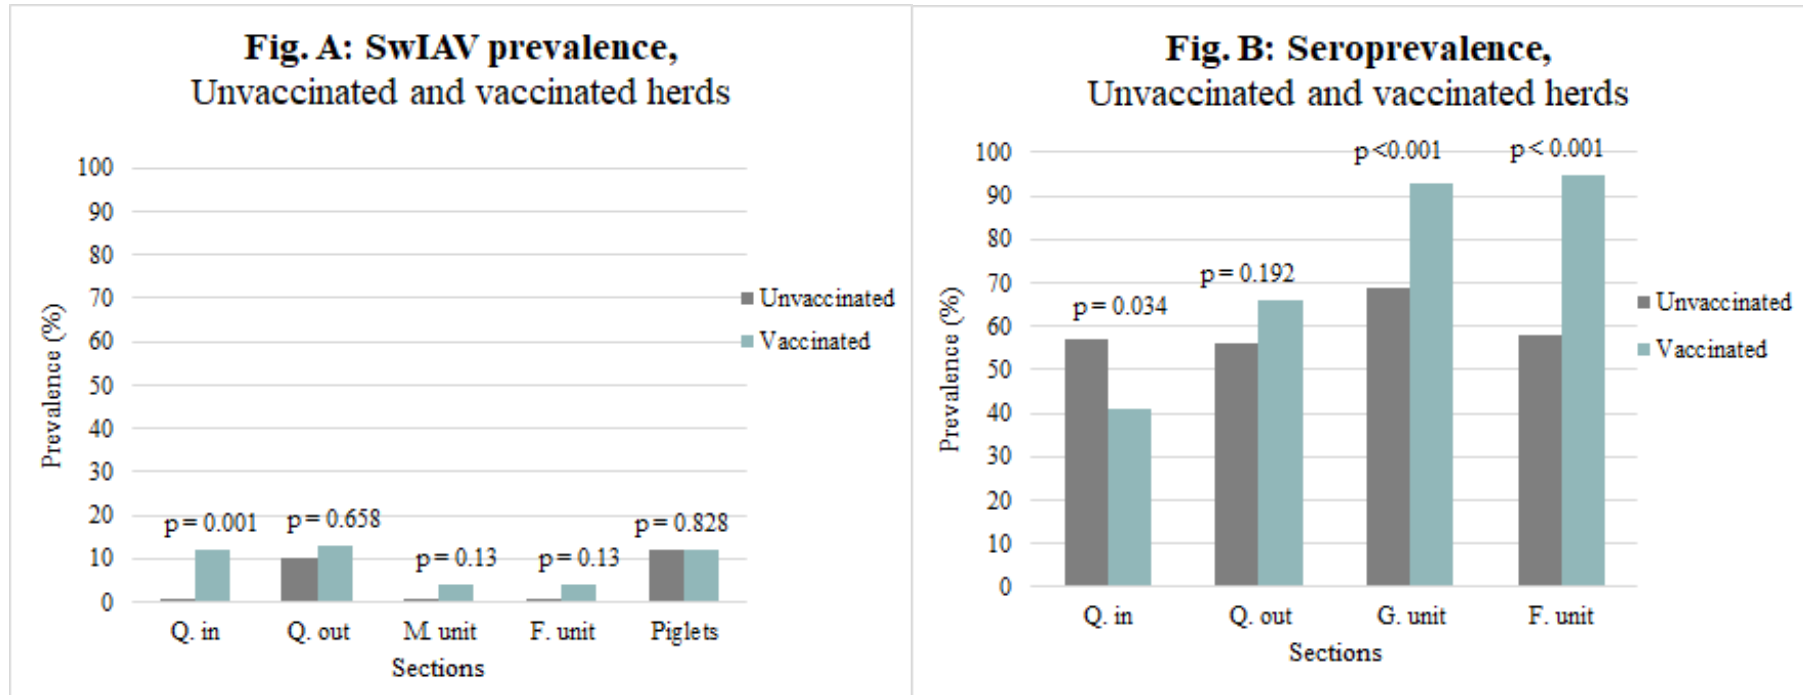 Fig. A: SwIAV prevalence,
Unvaccinated and vaccinated herds
100
90
80
70
60
50
40
30
20
10
0
Prevalence (%)
p = 0.001
p = 0.658
p = 0.13
p = 0.13
p = 0.828
Q. in
Q. out
M. unit
F. unit
Piglets
Sections
Unvaccinated
Vaccinated
Fig. B: Seroprevalence,
Unvaccinated and vaccinated herds
100
90
80
70
60
50
40
30
20
10
0
Prevalence (%)
p = 0.034
p = 0.192
p <0.001
p < 0.001
Q. in
Q. out
G. unit
F. unit
Sections
Unvaccinated
Vaccinated